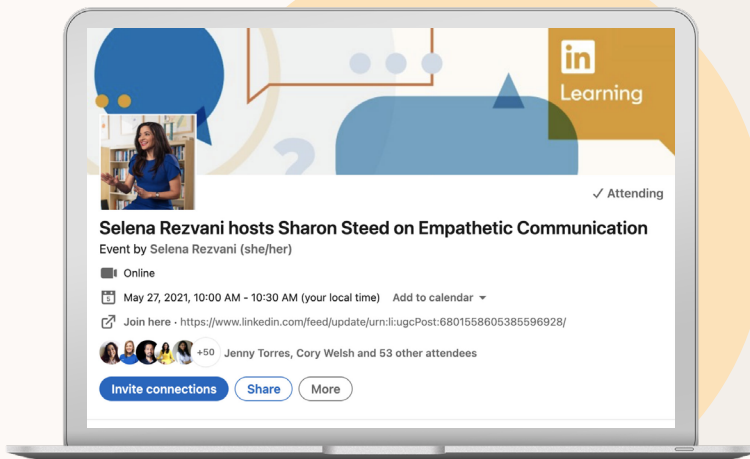 in
Learning
✓ Attending
Selena Rezvani hosts Sharon Steed on Empathetic Communication
Event by Selena Rezvani (she/her)
Online
5
May 27, 2021, 10:00 AM - 10:30 AM (your local time) Add to calendar
Join here · https://www.linkedin.com/feed/update/urn:li:ugcPost:6801558605385596928/
+50 Jenny Torres, Cory Welsh and 53 other attendees
Invite connections Share More